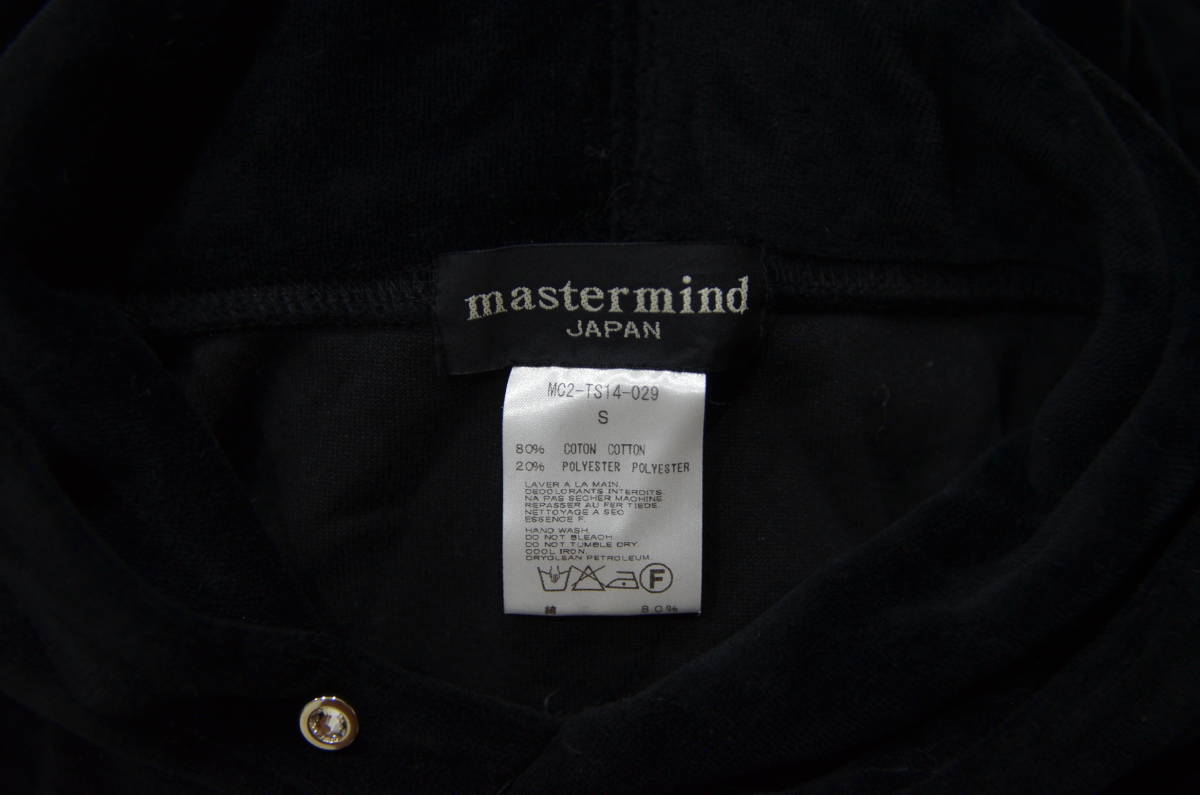 mastermind
JAPAN
MC2-TS14-029
S
80% COTON COTTON
20% POLYESTER POLYESTER
LAVER A LA MAIN.
DEDOLORANTS INTERDITS.
NA PAS SECHER MACHINE.
REPASSER AU FER TIEDE.
NETTOYAGE A SEC
ESSENCE F.
HAND WASH.
DO NOT BLEACH.
DO NOT TUMBLE DRY.
COOL IRON.
DRYCLEAN PETROLEUM.
F
綿 80%